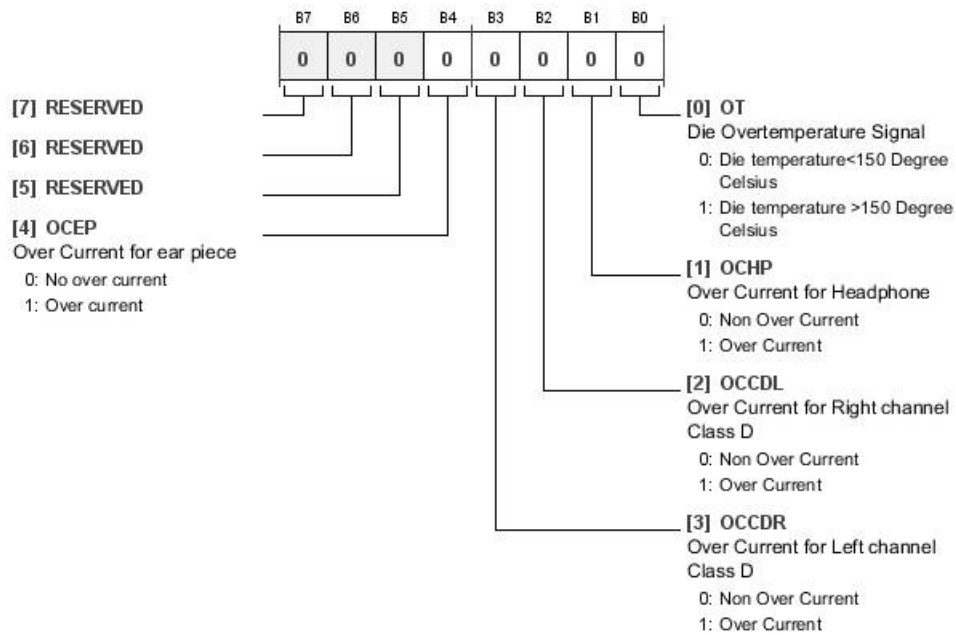 B7 B6 B5 B4 B3 B2 B1 B0
0 0 0 0 0 0 0 0
[7] RESERVED
[6] RESERVED
[5] RESERVED
[4] OCEP
Over Current for ear piece
0: No over current
1: Over current
[0] OT
Die Overtemperature Signal
0: Die temperature<150 Degree
Celsius
1: Die temperature >150 Degree
Celsius
[1] OCHP
Over Current for Headphone
0: Non Over Current
1: Over Current
[2] OCCDL
Over Current for Right channel
Class D
0: Non Over Current
1: Over Current
[3] OCCDR
Over Current for Left channel
Class D
0: Non Over Current
1: Over Current